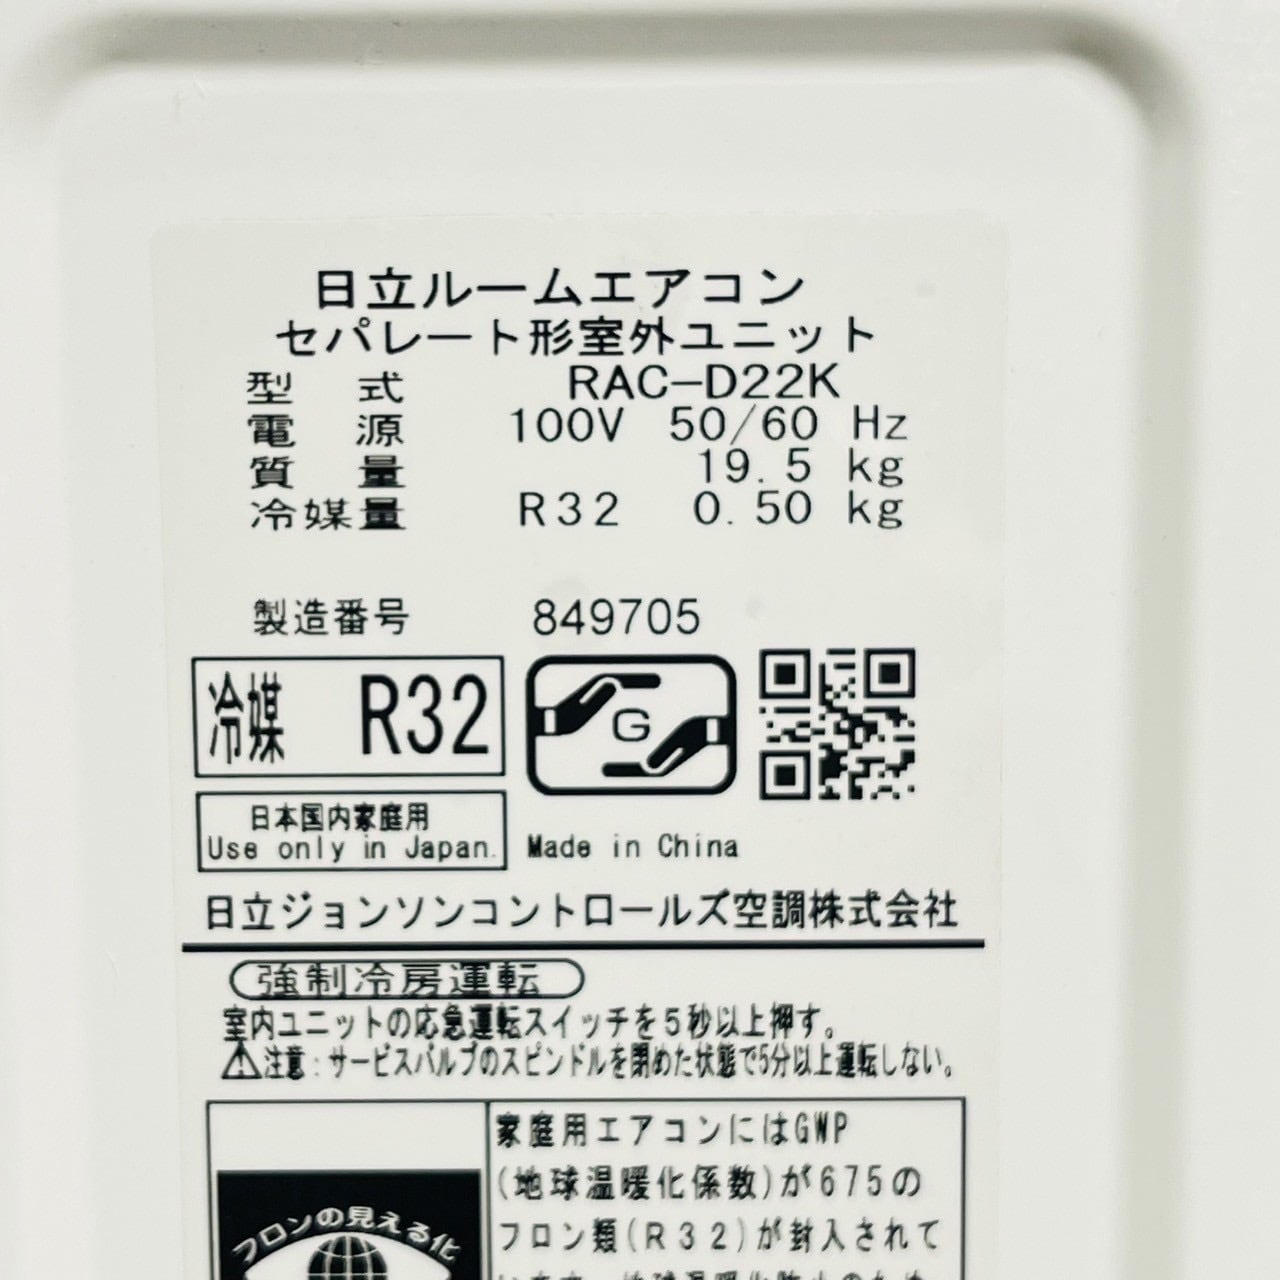 日立ルームエアコン
セパレート形室外ユニット
型式 RAC-D22K
電源 100V 50/60 Hz
質量 19.5 kg
冷媒量 R32 0.50 kg
製造番号 849705
冷媒 R32
G
日本国内家庭用
Use only in Japan.
Made in China
日立ジョンソンコントロールズ空調株式会社
強制冷房運転
室内ユニットの応急運転スイッチを5秒以上押す。
注意:サービスバルブのスピンドルを閉めた状態で5分以上運転しない。
フロンの見える化
家庭用エアコンにはGWP
(地球温暖化係数)が675の
フロン類(R32)が封入されて